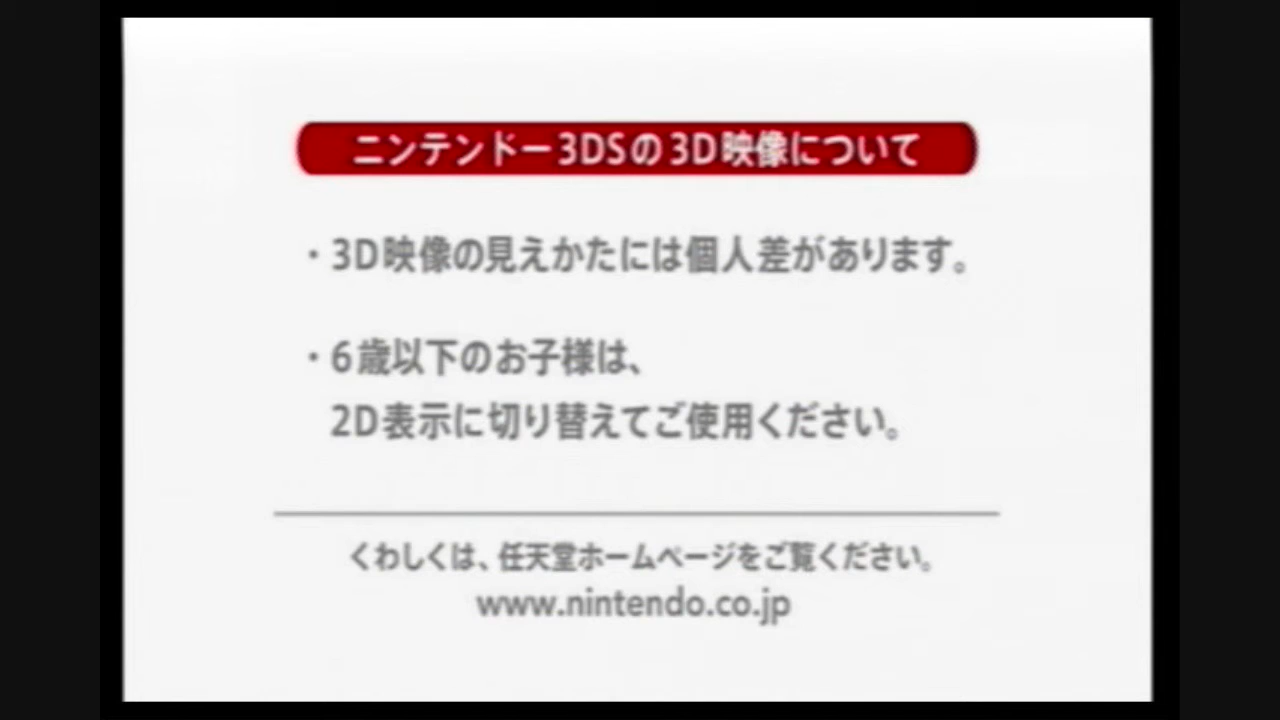 ニンテンドー3DSの3D映像について
・3D映像の見えかたには個人差があります。
・6歳以下のお子様は、
2D表示に切り替えてご使用ください。
くわしくは、任天堂ホームページをご覧ください。
www.nintendo.co.jp